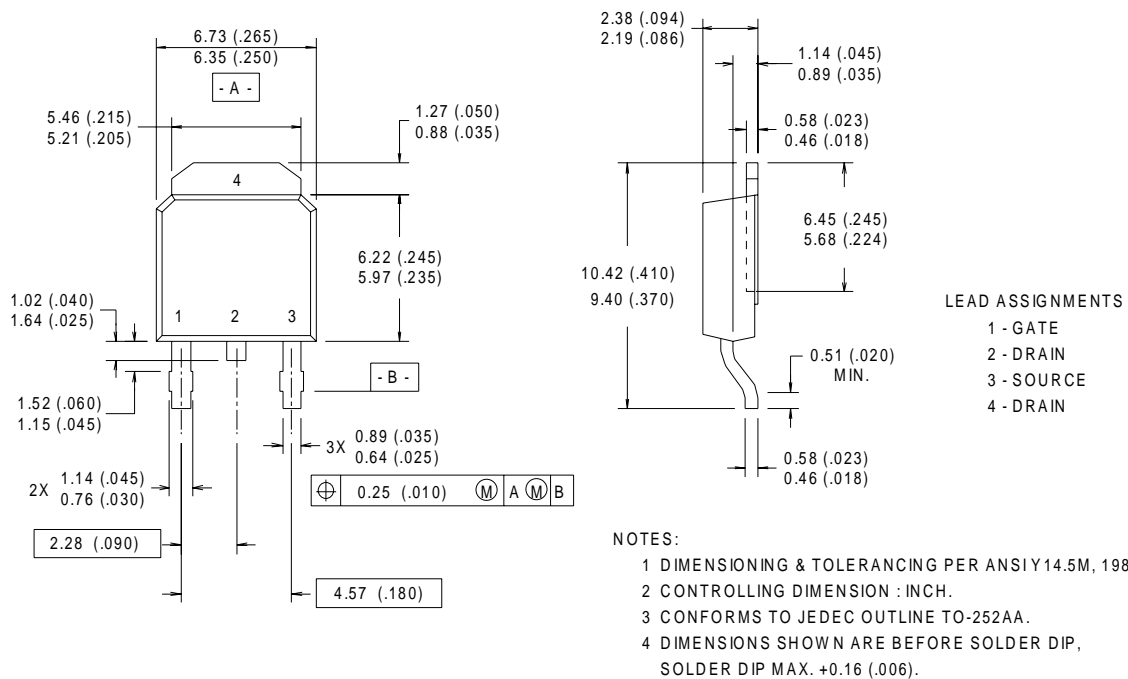 6.73 (.265)
6.35 (.250)
- A -
5.46 (.215)
5.21 (.205)
1.27 (.050)
0.88 (.035)
4
6.22 (.245)
5.97 (.235)
1.02 (.040)
1.64 (.025)
1 2 3
- B -
1.52 (.060)
1.15 (.045)
3X 0.89 (.035)
0.64 (.025)
2X 1.14 (.045)
0.76 (.030)
⌖ 0.25 (.010) Ⓜ A Ⓜ B
2.28 (.090)
4.57 (.180)
2.38 (.094)
2.19 (.086)
1.14 (.045)
0.89 (.035)
0.58 (.023)
0.46 (.018)
6.45 (.245)
5.68 (.224)
10.42 (.410)
9.40 (.370)
0.51 (.020)
MIN.
0.58 (.023)
0.46 (.018)
LEAD ASSIGNMENTS
1 - GATE
2 - DRAIN
3 - SOURCE
4 - DRAIN
NOTES:
1 DIMENSIONING & TOLERANCING PER ANSI Y14.5M, 198
2 CONTROLLING DIMENSION : INCH.
3 CONFORMS TO JEDEC OUTLINE TO-252AA.
4 DIMENSIONS SHOWN ARE BEFORE SOLDER DIP,
SOLDER DIP MAX. +0.16 (.006).